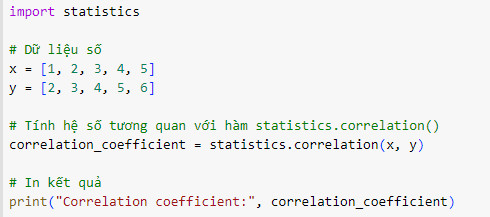 import statistics
# Dữ liệu số
x = [1, 2, 3, 4, 5]
y = [2, 3, 4, 5, 6]
# Tính hệ số tương quan với hàm statistics.correlation()
correlation_coefficient = statistics.correlation(x, y)
# In kết quả
print("Correlation coefficient:", correlation_coefficient)